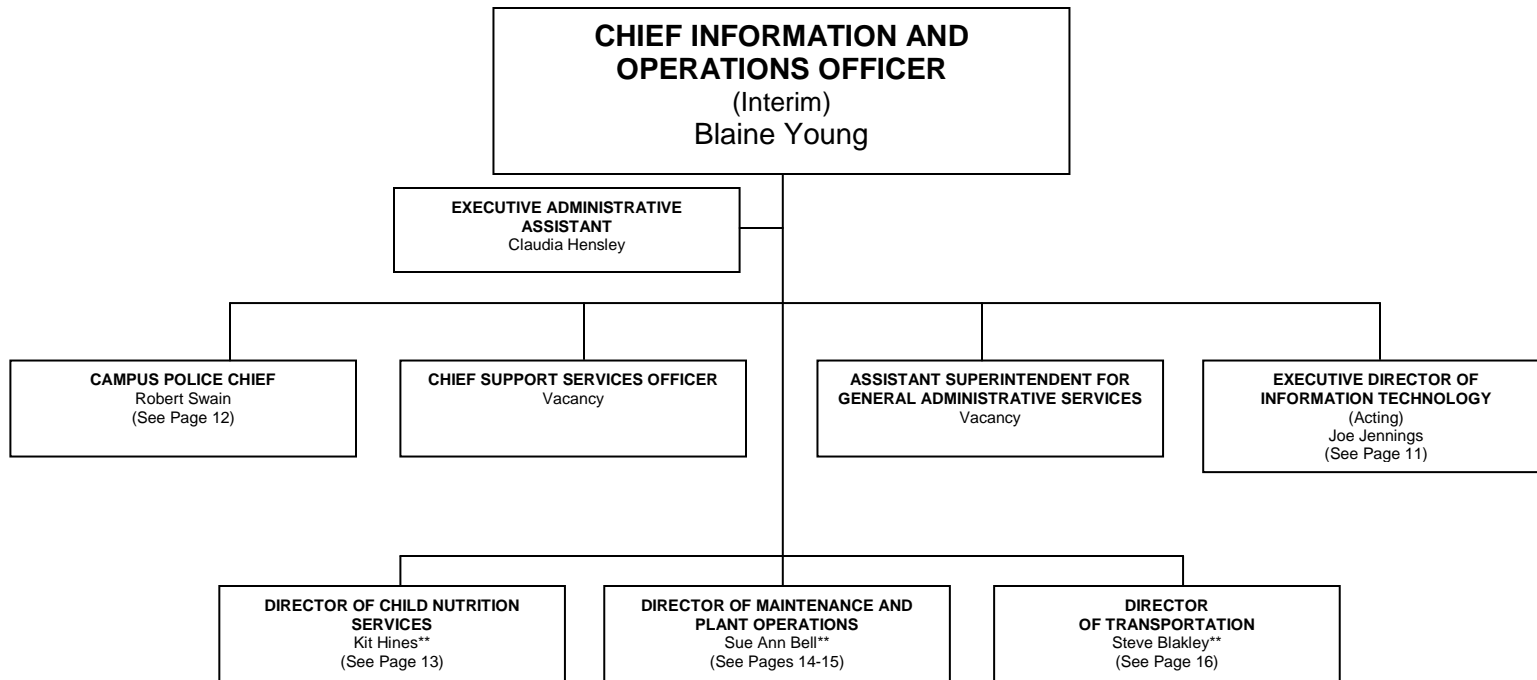 CHIEF INFORMATION AND
OPERATIONS OFFICER
(Interim)
Blaine Young
EXECUTIVE ADMINISTRATIVE
ASSISTANT
Claudia Hensley
CAMPUS POLICE CHIEF
Robert Swain
(See Page 12)
CHIEF SUPPORT SERVICES OFFICER
Vacancy
ASSISTANT SUPERINTENDENT FOR
GENERAL ADMINISTRATIVE SERVICES
Vacancy
EXECUTIVE DIRECTOR OF
INFORMATION TECHNOLOGY
(Acting)
Joe Jennings
(See Page 11)
DIRECTOR OF CHILD NUTRITION
SERVICES
Kit Hines**
(See Page 13)
DIRECTOR OF MAINTENANCE AND
PLANT OPERATIONS
Sue Ann Bell**
(See Pages 14-15)
DIRECTOR
OF TRANSPORTATION
Steve Blakley**
(See Page 16)